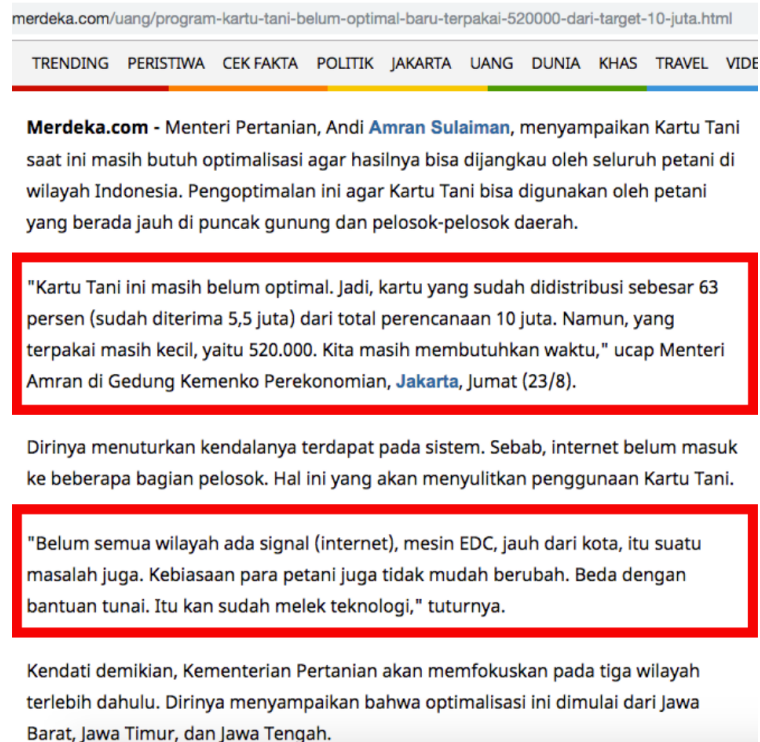 merdeka.com/uang/program-kartu-tani-belum-optimal-baru-terpakai-520000-dari-target-10-juta.html
TRENDING PERISTIWA CEK FAKTA POLITIK JAKARTA UANG DUNIA KHAS TRAVEL VIDE
Merdeka.com - Menteri Pertanian, Andi Amran Sulaiman, menyampaikan Kartu Tani
saat ini masih butuh optimalisasi agar hasilnya bisa dijangkau oleh seluruh petani di
wilayah Indonesia. Pengoptimalan ini agar Kartu Tani bisa digunakan oleh petani
yang berada jauh di puncak gunung dan pelosok-pelosok daerah.
"Kartu Tani ini masih belum optimal. Jadi, kartu yang sudah didistribusi sebesar 63
persen (sudah diterima 5,5 juta) dari total perencanaan 10 juta. Namun, yang
terpakai masih kecil, yaitu 520.000. Kita masih membutuhkan waktu," ucap Menteri
Amran di Gedung Kemenko Perekonomian, Jakarta, Jumat (23/8).
Dirinya menuturkan kendalanya terdapat pada sistem. Sebab, internet belum masuk
ke beberapa bagian pelosok. Hal ini yang akan menyulitkan penggunaan Kartu Tani.
"Belum semua wilayah ada signal (internet), mesin EDC, jauh dari kota, itu suatu
masalah juga. Kebiasaan para petani juga tidak mudah berubah. Beda dengan
bantuan tunai. Itu kan sudah melek teknologi," tuturnya.
Kendati demikian, Kementerian Pertanian akan memfokuskan pada tiga wilayah
terlebih dahulu. Dirinya menyampaikan bahwa optimalisasi ini dimulai dari Jawa
Barat, Jawa Timur, dan Jawa Tengah.